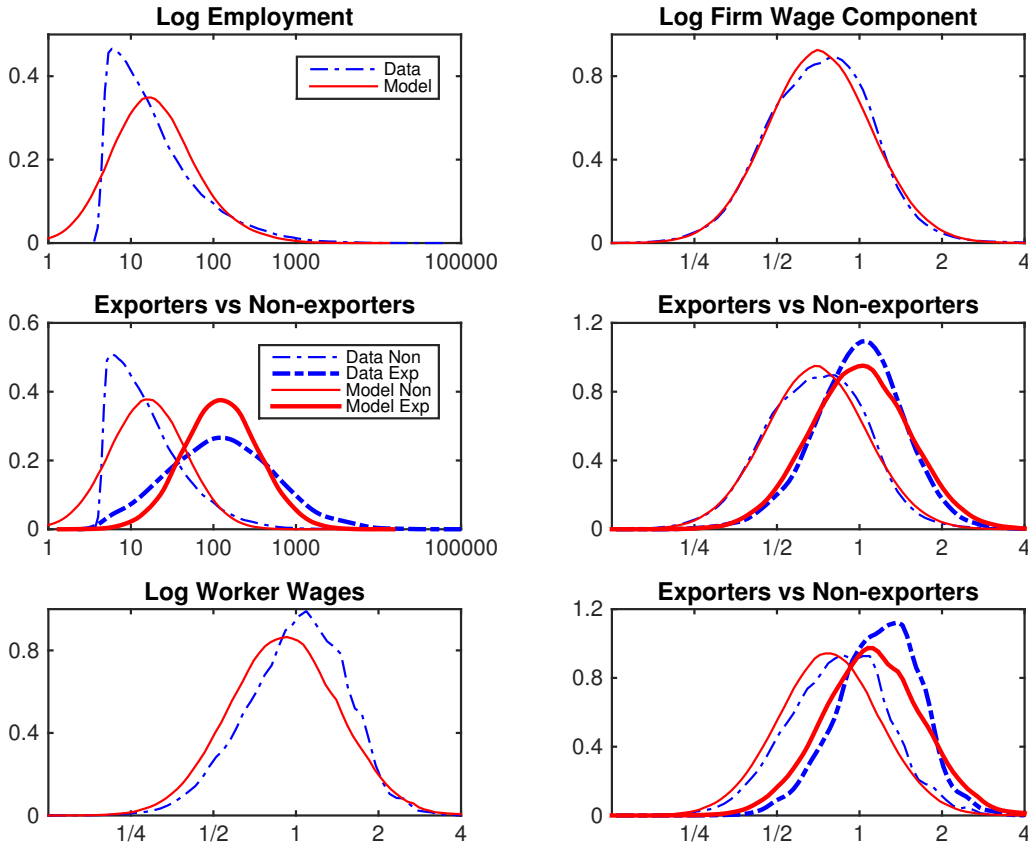 Log Employment
0.4
0.2
0
1 10 100 1000 100000
Data
Model
Log Firm Wage Component
0.8
0.4
0
1/4 1/2 1 2 4
Exporters vs Non-exporters
0.6
0.4
0.2
0
1 10 100 1000 100000
Data Non
Data Exp
Model Non
Model Exp
Exporters vs Non-exporters
1.2
0.8
0.4
0
1/4 1/2 1 2 4
Log Worker Wages
0.8
0.4
0
1/4 1/2 1 2 4
Exporters vs Non-exporters
1.2
0.8
0.4
0
1/4 1/2 1 2 4